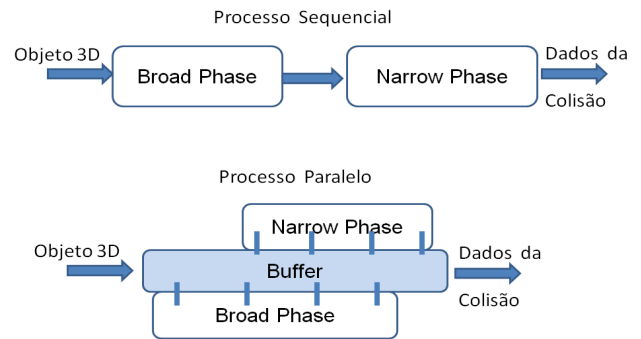 Processo Sequencial
Objeto 3D
Broad Phase
Narrow Phase
Dados da
Colisão
Processo Paralelo
Narrow Phase
Objeto 3D
Buffer
Dados da
Colisão
Broad Phase